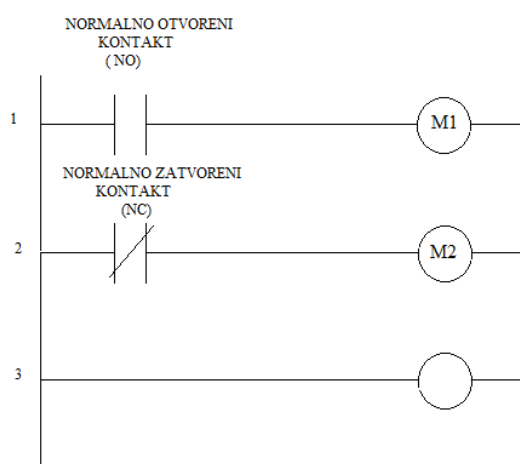 NORMALNO OTVORENI
KONTAKT
( NO)
1
M1
NORMALNO ZATVORENI
KONTAKT
(NC)
2
M2
3